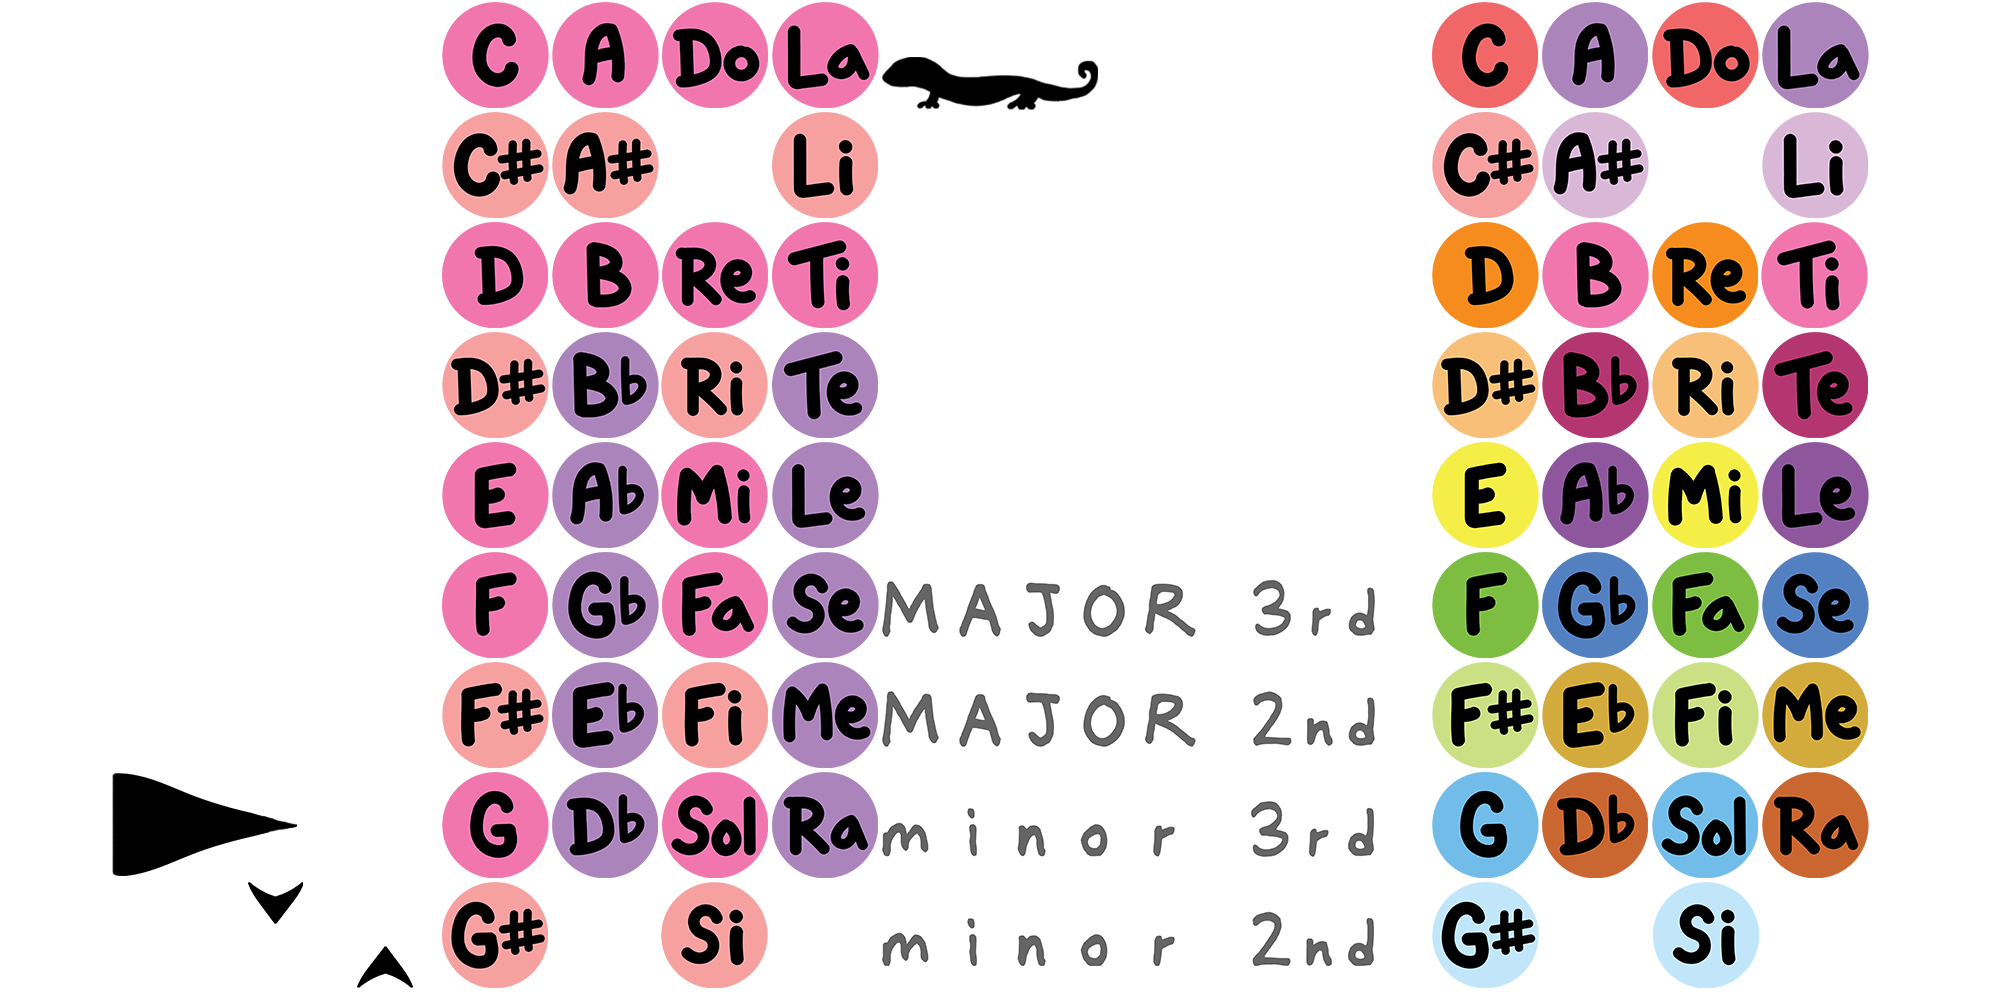 C A Do La C A Do La
C# A# Li C# A# Li
D B Re Ti D B Re Ti
D# Bb Ri Te D# Bb Ri Te
E Ab Mi Le E Ab Mi Le
F Gb Fa Se MAJOR 3rd F Gb Fa Se
F# Eb Fi Me MAJOR 2nd F# Eb Fi Me
G Db Sol Ra minor 3rd G Db Sol Ra
G# Si minor 2nd G# Si